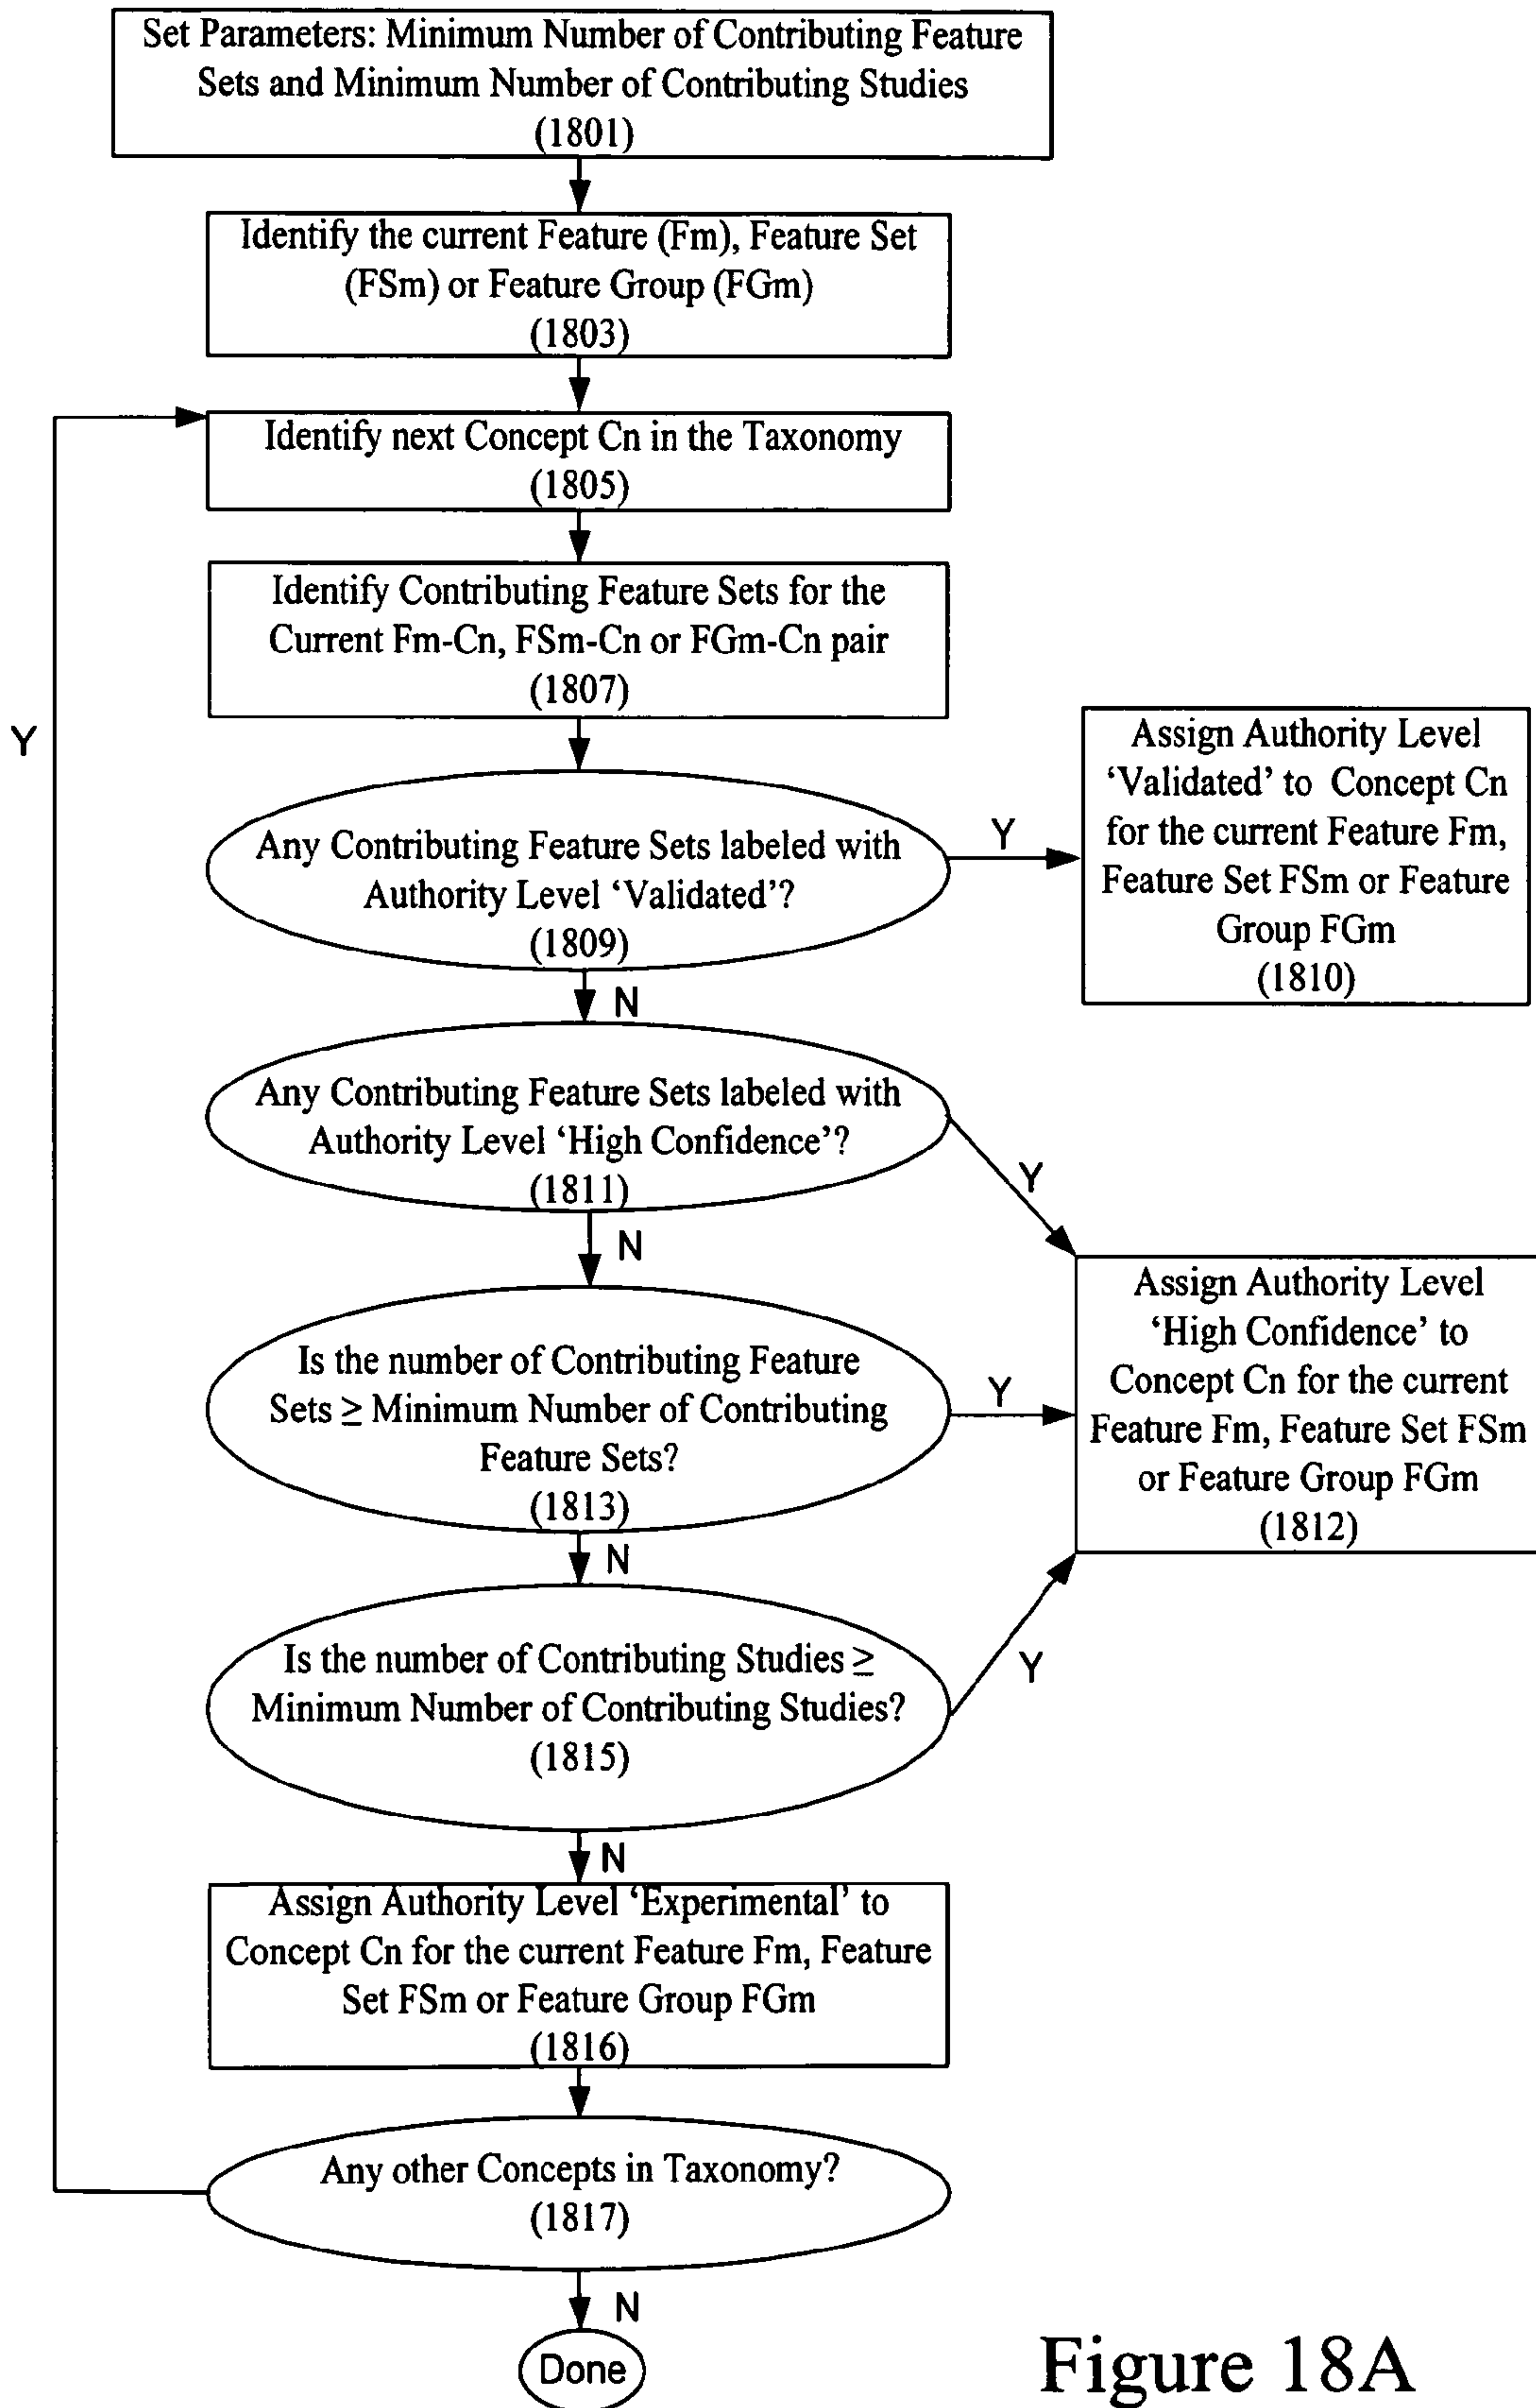 Set Parameters: Minimum Number of Contributing Feature
Sets and Minimum Number of Contributing Studies
(1801)
Identify the current Feature (Fm), Feature Set
(FSm) or Feature Group (FGm)
(1803)
Identify next Concept Cn in the Taxonomy
(1805)
Identify Contributing Feature Sets for the
Current Fm-Cn, FSm-Cn or FGm-Cn pair
(1807)
Y
Any Contributing Feature Sets labeled with
Authority Level ‘Validated’?
(1809)
Y
Assign Authority Level
‘Validated’ to Concept Cn
for the current Feature Fm,
Feature Set FSm or Feature
Group FGm
(1810)
N
Any Contributing Feature Sets labeled with
Authority Level ‘High Confidence’?
(1811)
Y
N
Is the number of Contributing Feature
Sets ≥ Minimum Number of Contributing
Feature Sets?
(1813)
Y
Assign Authority Level
‘High Confidence’ to
Concept Cn for the current
Feature Fm, Feature Set FSm
or Feature Group FGm
(1812)
N
Is the number of Contributing Studies ≥
Minimum Number of Contributing Studies?
(1815)
Y
N
Assign Authority Level ‘Experimental’ to
Concept Cn for the current Feature Fm, Feature
Set FSm or Feature Group FGm
(1816)
Any other Concepts in Taxonomy?
(1817)
N
Done
Figure 18A